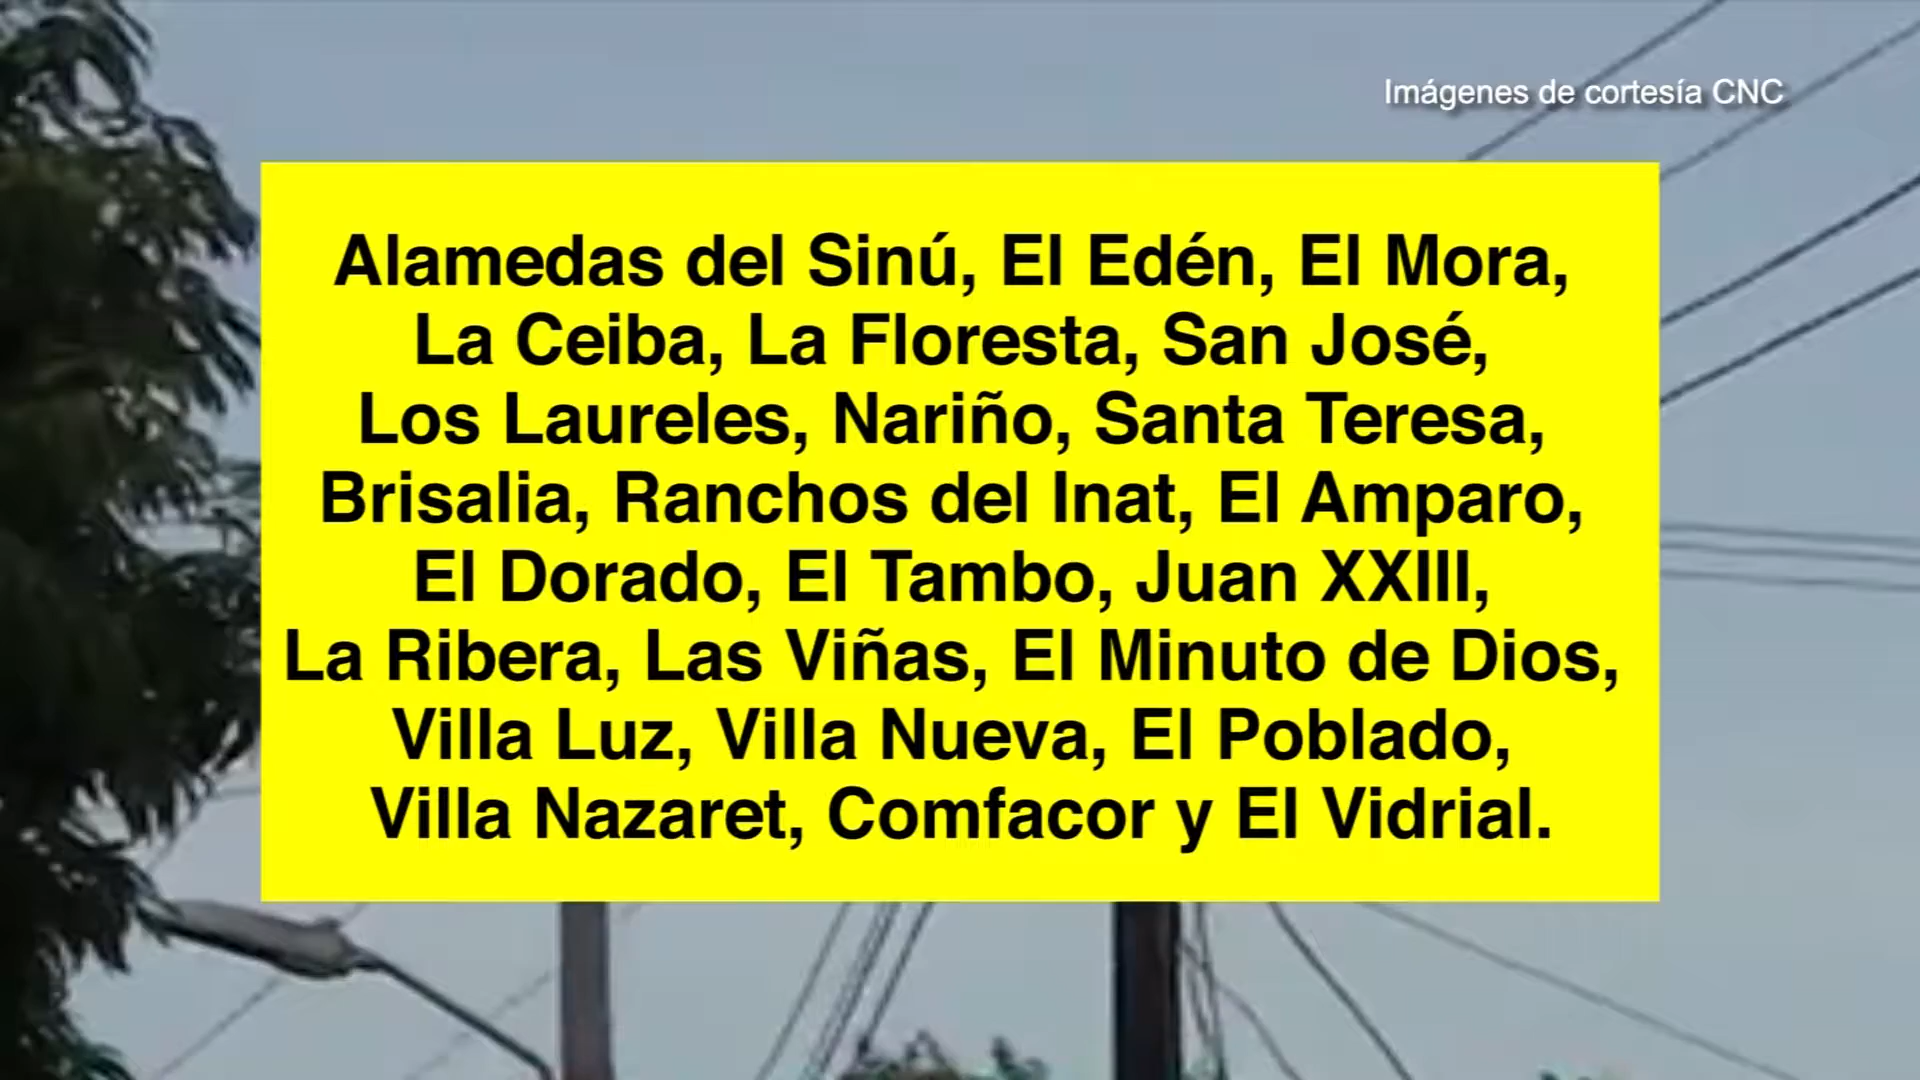 Imágenes de cortesía CNC
Alamedas del Sinú, El Edén, El Mora,
La Ceiba, La Floresta, San José,
Los Laureles, Nariño, Santa Teresa,
Brisalia, Ranchos del Inat, El Amparo,
El Dorado, El Tambo, Juan XXIII,
La Ribera, Las Viñas, El Minuto de Dios,
Villa Luz, Villa Nueva, El Poblado,
Villa Nazaret, Comfacor y El Vidrial.